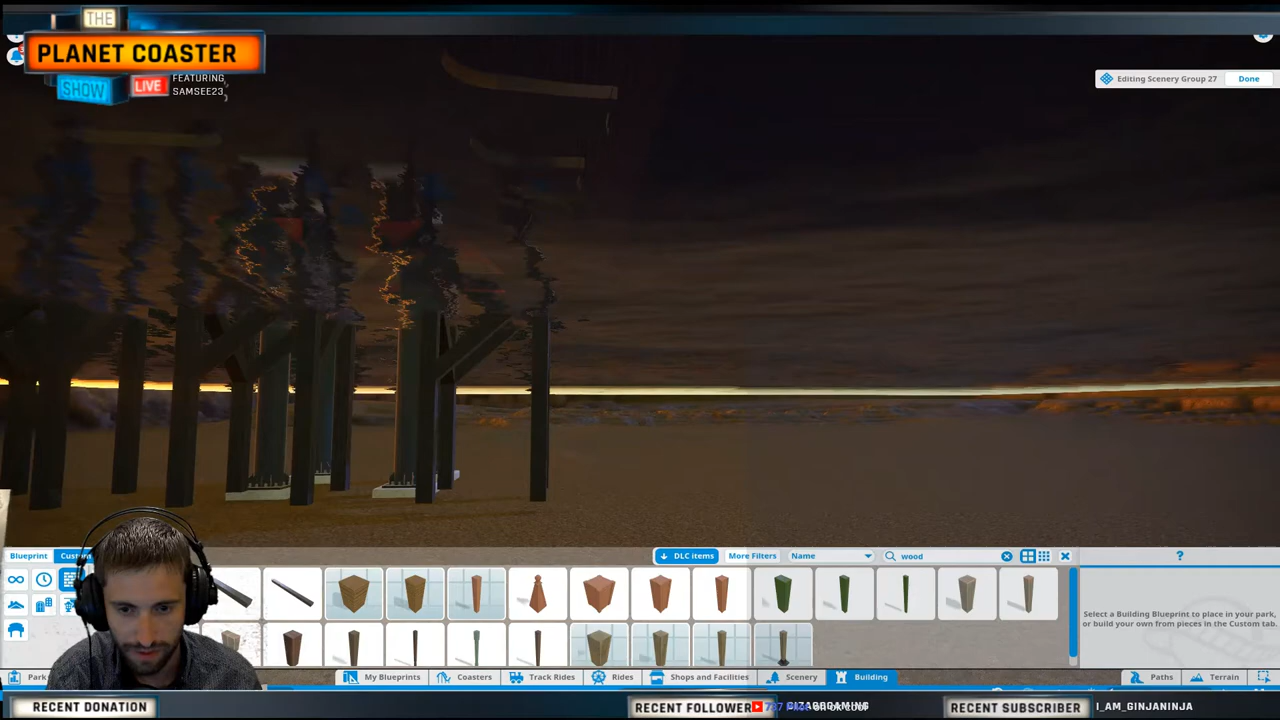 THE
PLANET COASTER
SHOW
LIVE
FEATURING
SAMSEE23
Editing Scenery Group 27
Done
Blueprint
DLC items
More Filters
Name
wood
Select a Building Blueprint to place in your park,
or build your own from pieces in the Custom tab.
Park
My Blueprints
Coasters
Track Rides
Rides
Shops and Facilities
Scenery
Building
Paths
Terrain
RECENT DONATION
RECENT FOLLOWER
RECENT SUBSCRIBER
I_AM_GINJANINJA